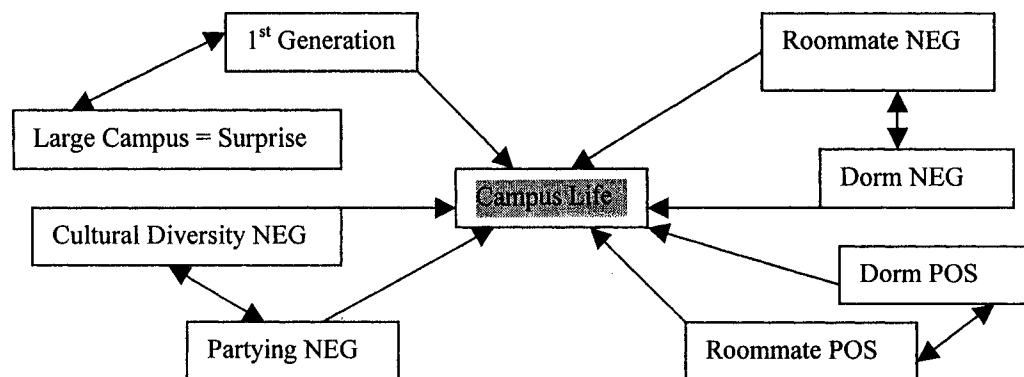 1st Generation
Roommate NEG
Large Campus = Surprise
Dorm NEG
Campus Life
Cultural Diversity NEG
Dorm POS
Partying NEG
Roommate POS